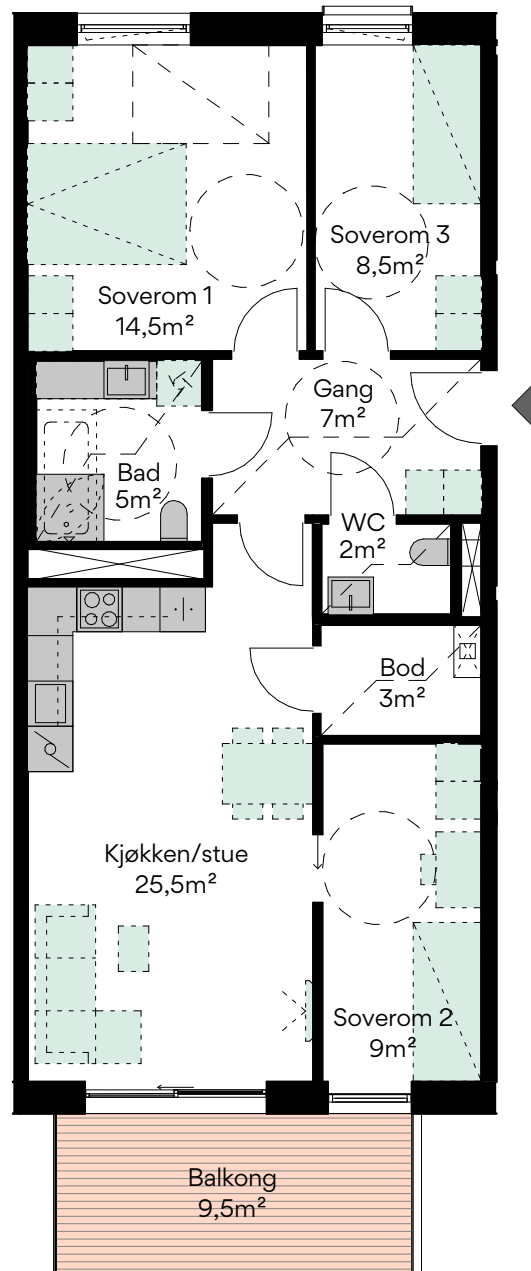 Soverom 3
8,5m²
Soverom 1
14,5m²
Gang
7m²
Bad
5m²
WC
2m²
Bod
3m²
Kjøkken/stue
25,5m²
Soverom 2
9m²
Balkong
9,5m²